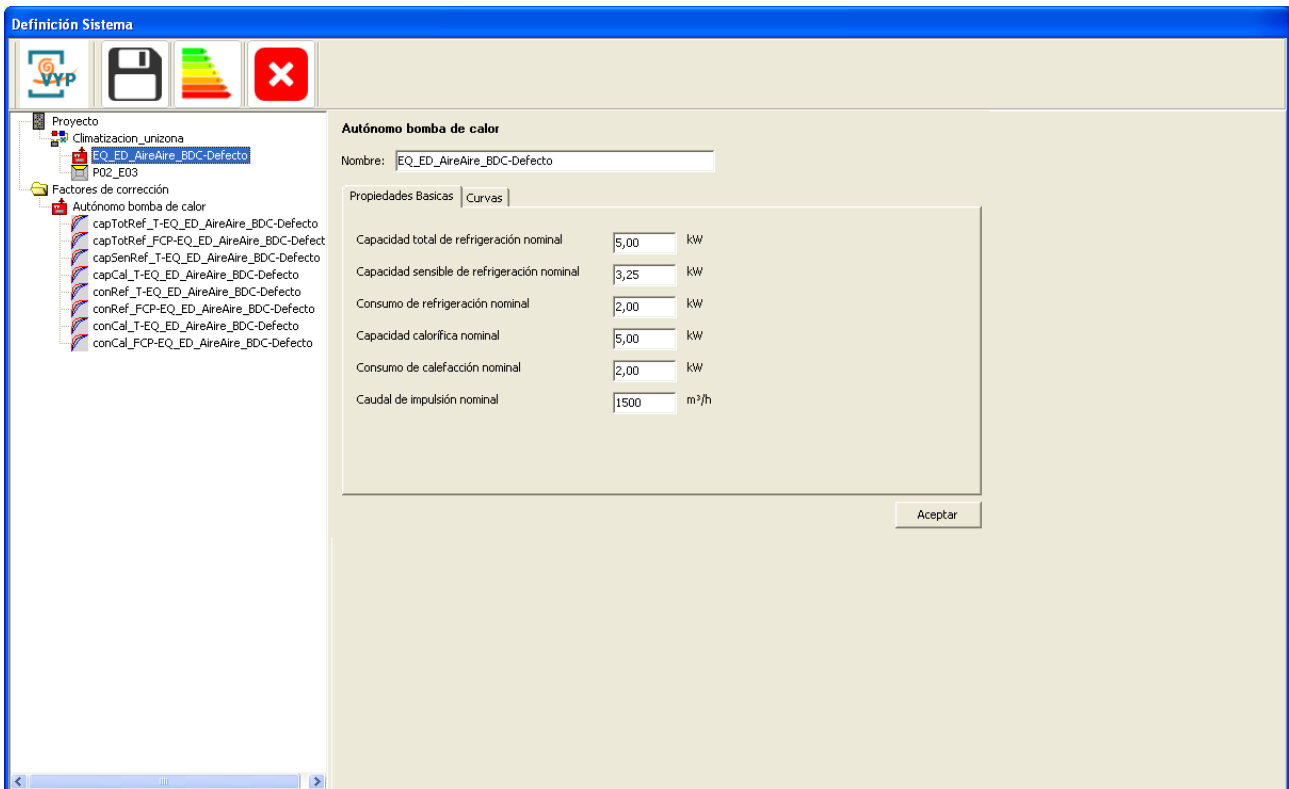 Definición Sistema
VYP
Proyecto
Climatizacion_unizona
EQ_ED_AireAire_BDC-Defecto
P02_E03
Factores de corrección
Autónomo bomba de calor
capTotRef_T-EQ_ED_AireAire_BDC-Defecto
capTotRef_FCP-EQ_ED_AireAire_BDC-Defect
capSenRef_T-EQ_ED_AireAire_BDC-Defecto
capCal_T-EQ_ED_AireAire_BDC-Defecto
conRef_T-EQ_ED_AireAire_BDC-Defecto
conRef_FCP-EQ_ED_AireAire_BDC-Defecto
conCal_T-EQ_ED_AireAire_BDC-Defecto
conCal_FCP-EQ_ED_AireAire_BDC-Defecto
Autónomo bomba de calor
Nombre: EQ_ED_AireAire_BDC-Defecto
Propiedades Basicas Curvas
Capacidad total de refrigeración nominal 5,00 kW
Capacidad sensible de refrigeración nominal 3,25 kW
Consumo de refrigeración nominal 2,00 kW
Capacidad calorífica nominal 5,00 kW
Consumo de calefacción nominal 2,00 kW
Caudal de impulsión nominal 1500 m³/h
Aceptar